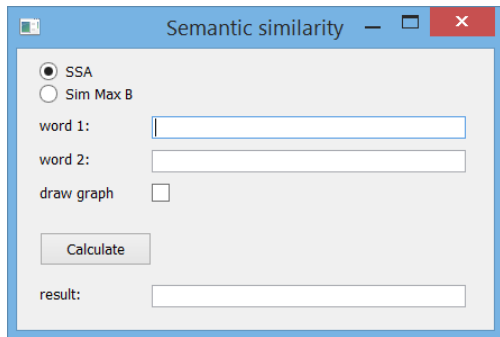 Semantic similarity
SSA
Sim Max B
word 1:
word 2:
draw graph
Calculate
result: